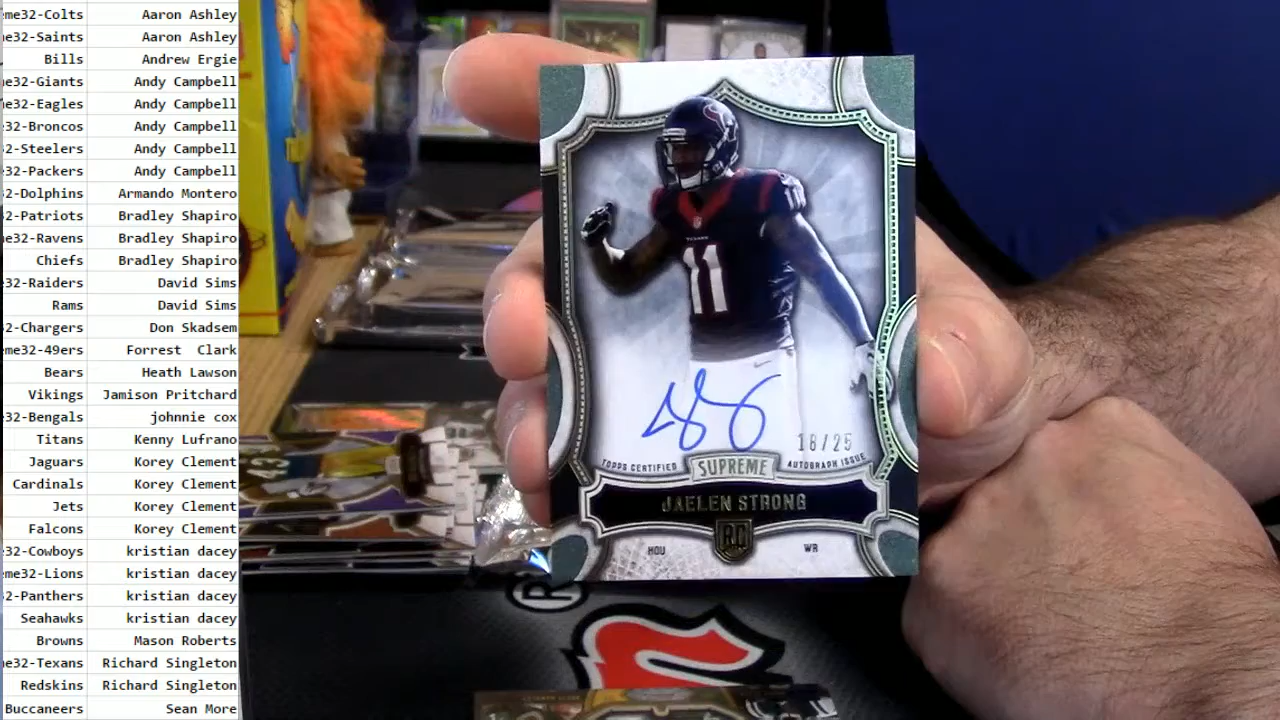 eme32-Colts Aaron Ashley
me32-Saints Aaron Ashley
Bills Andrew Ergie
me32-Giants Andy Campbell
me32-Eagles Andy Campbell
e32-Broncos Andy Campbell
2-Steelers Andy Campbell
e32-Packers Andy Campbell
2-Dolphins Armando Montero
2-Patriots Bradley Shapiro
ne32-Ravens Bradley Shapiro
Chiefs Bradley Shapiro
e32-Raiders David Sims
Rams David Sims
2-Chargers Don Skadsem
eme32-49ers Forrest Clark
Bears Heath Lawson
Vikings Jamison Pritchard
e32-Bengals johnnie cox
Titans Kenny Lufrano
Jaguars Korey Clement
Cardinals Korey Clement
Jets Korey Clement
Falcons Korey Clement
e32-Cowboys kristian dacey
eme32-Lions kristian dacey
2-Panthers kristian dacey
Seahawks kristian dacey
Browns Mason Roberts
ne32-Texans Richard Singleton
Redskins Richard Singleton
Buccaneers Sean More
11
TEXANS
11
18/25
TOPPS CERTIFIED SUPREME AUTOGRAPH ISSUE
JAELEN STRONG
RC
HOU WR